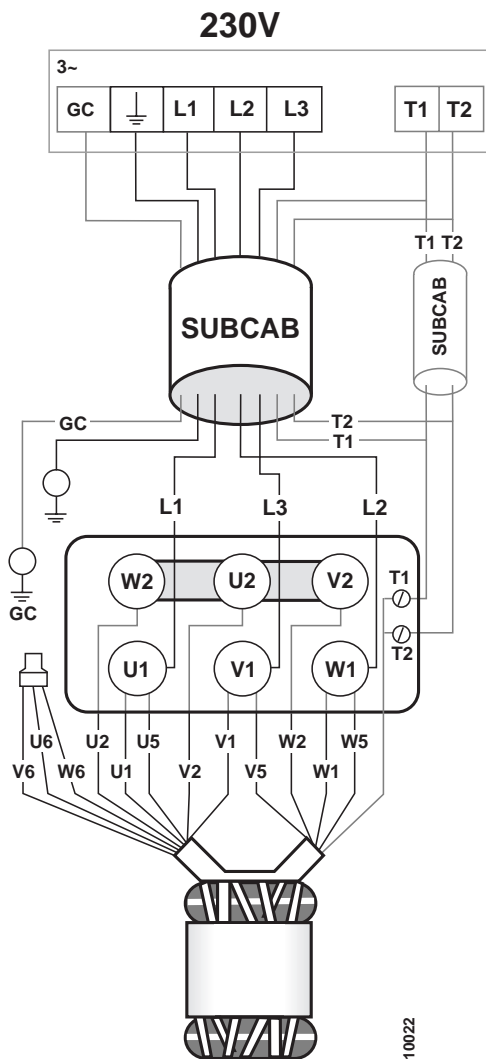 230V
3~
GC L1 L2 L3 T1 T2
T1 T2
SUBCAB
SUBCAB
GC
T2
T1
L1 L3 L2
W2 U2 V2
T1
GC
U1 V1 W1
T2
U6 U2 U5 V1 W2 W5
V6 W6 U1 V2 V5 W1
10022